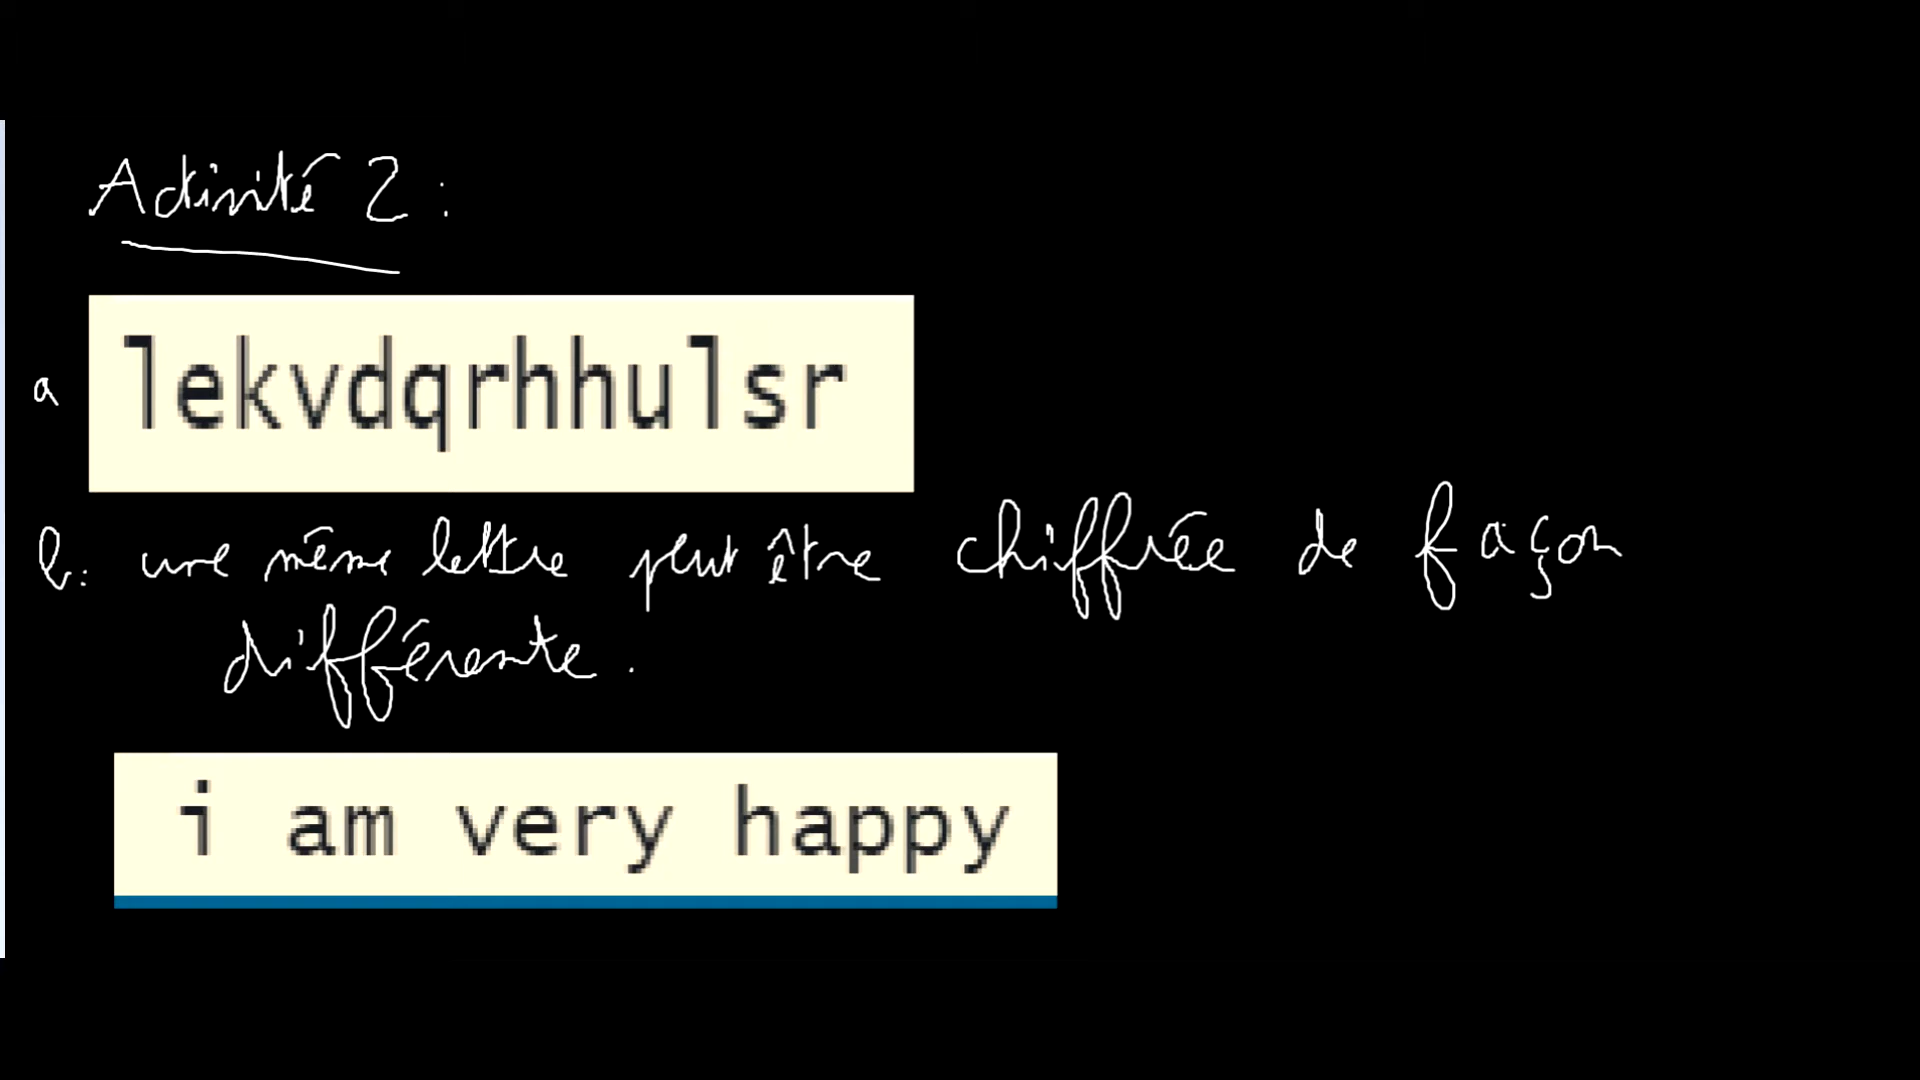 Activité 2 :
a lekvdqrhhulsr
b. une même lettre peut être chiffrée de façon
différente.
i am very happy